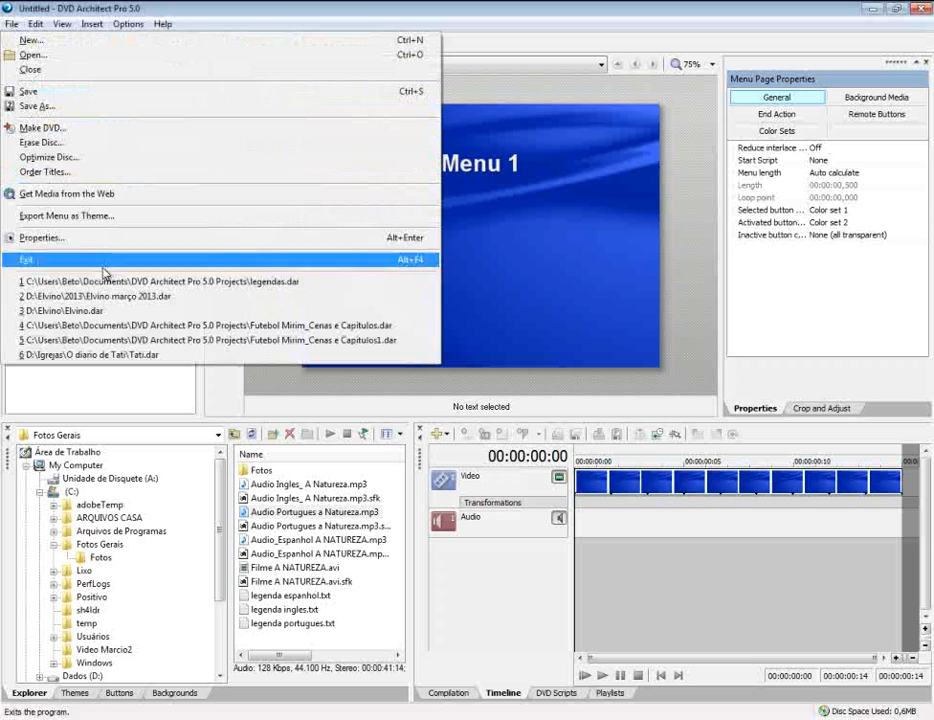 Untitled - DVD Architect Pro 5.0
File Edit View Insert Options Help
New... Ctrl+N
Open... Ctrl+O
Close
Save Ctrl+S
Save As...
Make DVD...
Erase Disc...
Optimize Disc...
Order Titles...
Get Media from the Web
Export Menu as Theme...
Properties... Alt+Enter
Exit Alt+F4
1 C:\Users\Beto\Documents\DVD Architect Pro 5.0 Projects\legendas.dar
2 D:\Elvino\2013\Elvino março 2013.dar
3 D:\Elvino\Elvino.dar
4 C:\Users\Beto\Documents\DVD Architect Pro 5.0 Projects\Futebol Mirim_Cenas e Capitulos.dar
5 C:\Users\Beto\Documents\DVD Architect Pro 5.0 Projects\Futebol Mirim_Cenas e Capitulos1.dar
6 D:\Igrejas\O diario de Tati\Tati.dar
75%
Menu 1
No text selected
Menu Page Properties
General Background Media
End Action Remote Buttons
Color Sets
Reduce interlace ... Off
Start Script None
Menu length Auto calculate
Length 00:00:00,500
Loop point 00:00:00,000
Selected button ... Color set 1
Activated button ... Color set 2
Inactive button c... None (all transparent)
Properties Crop and Adjust
Fotos Gerais
Área de Trabalho
My Computer
Unidade de Disquete (A:)
(C:)
adobeTemp
ARQUIVOS CASA
Arquivos de Programas
Fotos Gerais
Fotos
Lixo
PerfLogs
Positivo
sh4ldr
temp
Usuários
Video Marcio2
Windows
Dados (D:)
Name
Fotos
Audio Ingles_ A Natureza.mp3
Audio Ingles_ A Natureza.mp3.sfk
Audio Portugues a Natureza.mp3
Audio Portugues a Natureza.mp3.s...
Audio_Espanhol A NATUREZA.mp3
Audio_Espanhol A NATUREZA.mp...
Filme A NATUREZA.avi
Filme A NATUREZA.avi.sfk
legenda espanhol.txt
legenda ingles.txt
legenda portugues.txt
Audio: 128 Kbps, 44.100 Hz, Stereo; 00:00:41:14;
Explorer Themes Buttons Backgrounds
00:00:00:00
00:00:00:00 00:00:00:05 00:00:00:10
Video
Transformations
Audio
00:00:00:00 00:00:00:14 00:00:00:14
Compilation Timeline DVD Scripts Playlists
Exits the program.
Disc Space Used: 0,6MB